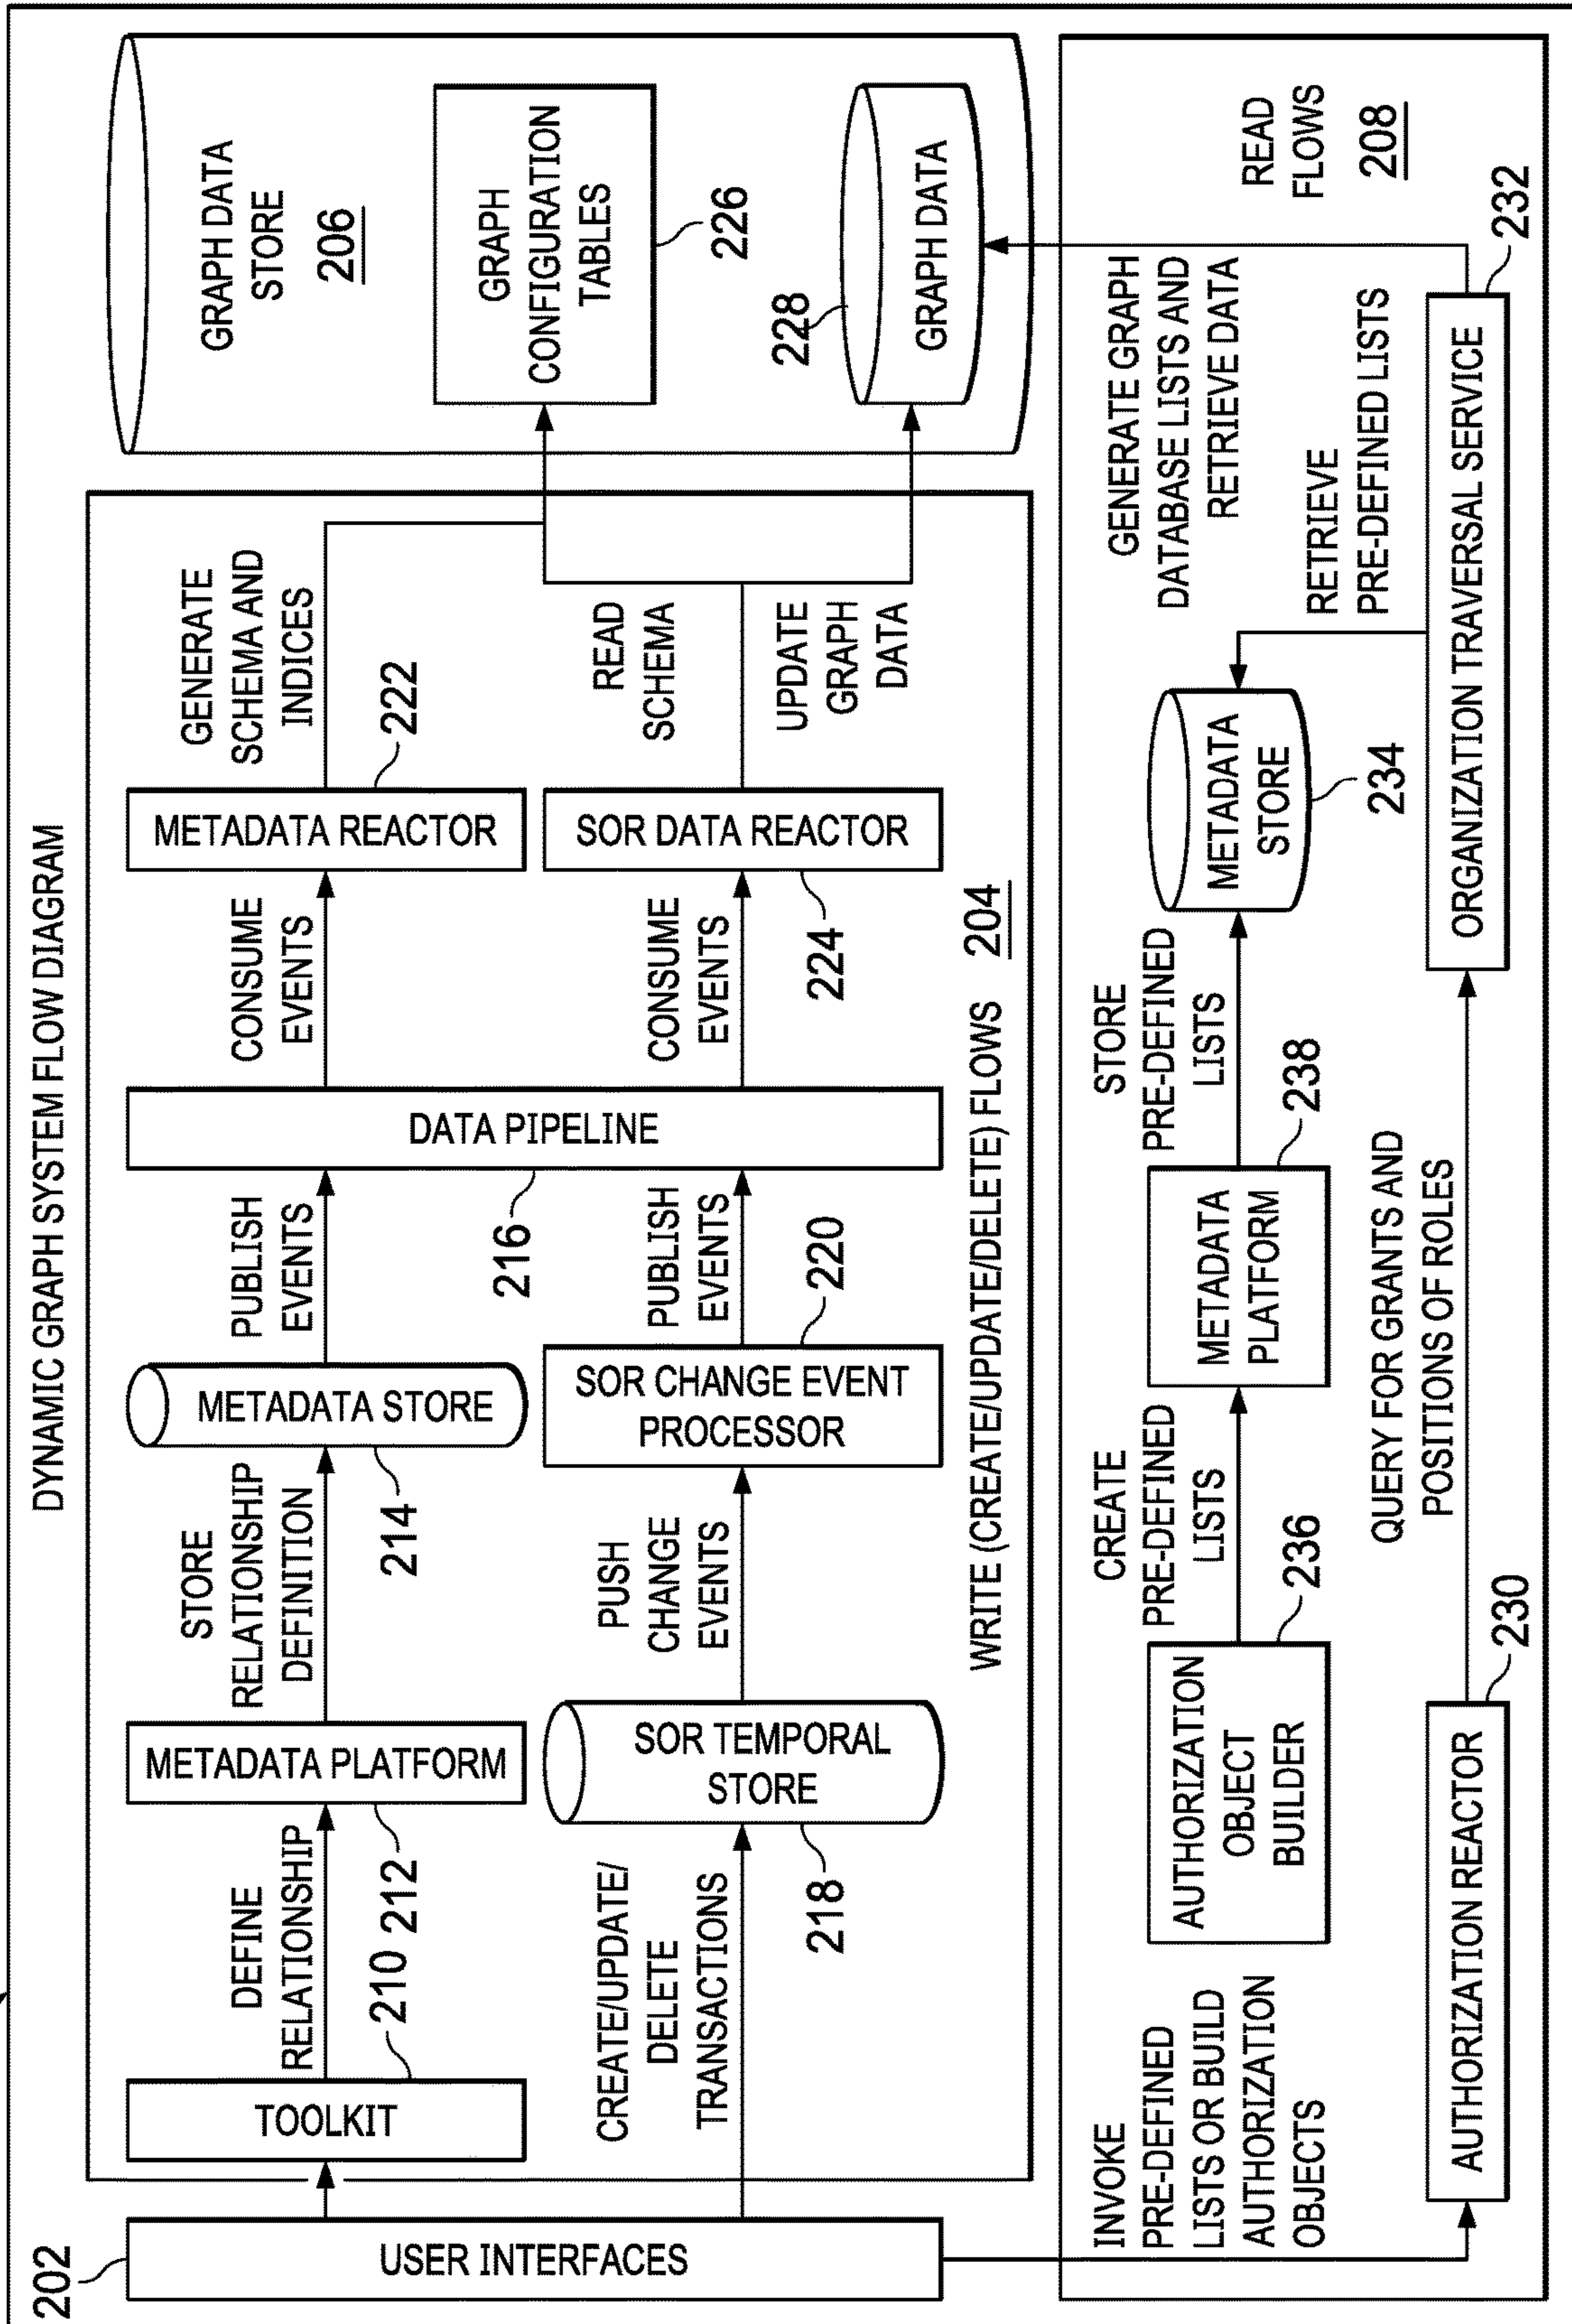 DYNAMIC GRAPH SYSTEM FLOW DIAGRAM
202
USER INTERFACES
TOOLKIT
210
DEFINE
RELATIONSHIP
METADATA PLATFORM
212
STORE
RELATIONSHIP
DEFINITION
METADATA STORE
214
PUBLISH
EVENTS
DATA PIPELINE
216
CONSUME
EVENTS
METADATA REACTOR
222
GENERATE
SCHEMA AND
INDICES
CREATE/UPDATE/
DELETE
TRANSACTIONS
SOR TEMPORAL
STORE
218
PUSH
CHANGE
EVENTS
SOR CHANGE EVENT
PROCESSOR
220
PUBLISH
EVENTS
CONSUME
EVENTS
SOR DATA REACTOR
224
READ
SCHEMA
UPDATE
GRAPH
DATA
WRITE (CREATE/UPDATE/DELETE) FLOWS
204
GRAPH DATA
STORE
206
GRAPH
CONFIGURATION
TABLES
226
228
GRAPH DATA
INVOKE
PRE-DEFINED
LISTS OR BUILD
AUTHORIZATION
OBJECTS
AUTHORIZATION
OBJECT
BUILDER
236
CREATE
PRE-DEFINED
LISTS
METADATA
PLATFORM
238
STORE
PRE-DEFINED
LISTS
METADATA
STORE
234
GENERATE GRAPH
DATABASE LISTS AND
RETRIEVE DATA
RETRIEVE
PRE-DEFINED LISTS
READ
FLOWS
208
AUTHORIZATION REACTOR
230
QUERY FOR GRANTS AND
POSITIONS OF ROLES
ORGANIZATION TRAVERSAL SERVICE
232